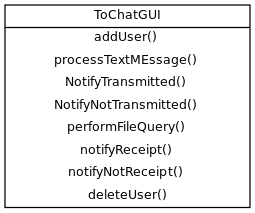 ToChatGUI
addUser()
processTextMEssage()
NotifyTransmitted()
NotifyNotTransmitted()
performFileQuery()
notifyReceipt()
notifyNotReceipt()
deleteUser()